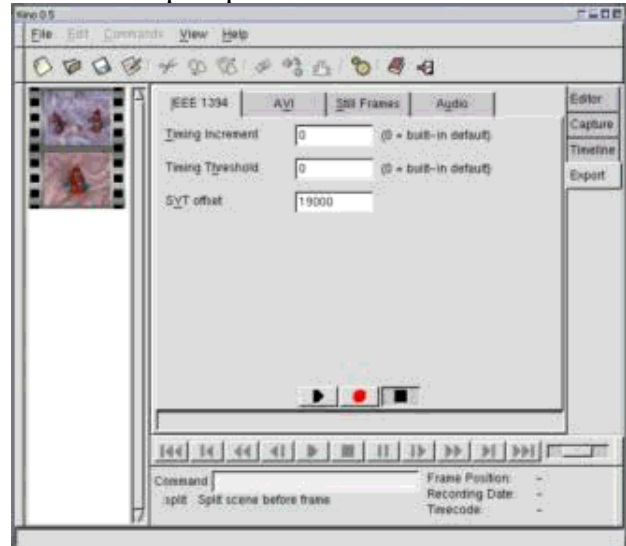 Kino 0.5
File Edit Commands View Help
IEEE 1394 AVI Still Frames Audio
Editor
Capture
Timeline
Export
Timing Increment 0 (0 = built-in default)
Timing Threshold 0 (0 = built-in default)
SYT offset 19000
Command
:split Split scene before frame
Frame Position: -
Recording Date: -
Timecode: -